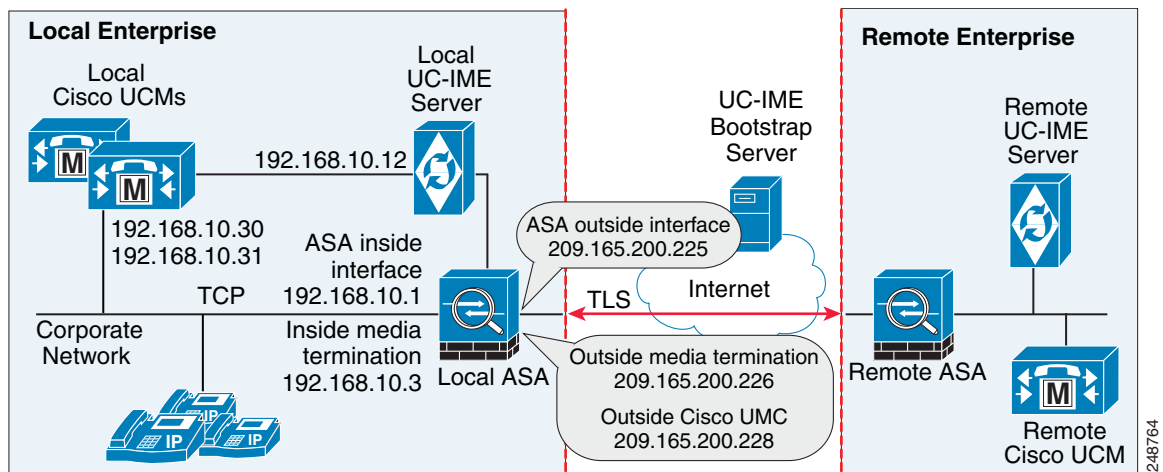 Local Enterprise
Local
Cisco UCMs
M
M
Local
UC-IME
Server
192.168.10.12
192.168.10.30
192.168.10.31
TCP
ASA inside
interface
192.168.10.1
Corporate
Network
Inside media
termination
192.168.10.3
Local ASA
IP
IP
IP
UC-IME
Bootstrap
Server
ASA outside interface
209.165.200.225
TLS
Internet
Outside media termination
209.165.200.226
Outside Cisco UMC
209.165.200.228
Remote Enterprise
Remote
UC-IME
Server
Remote ASA
M
Remote
Cisco UCM
248764